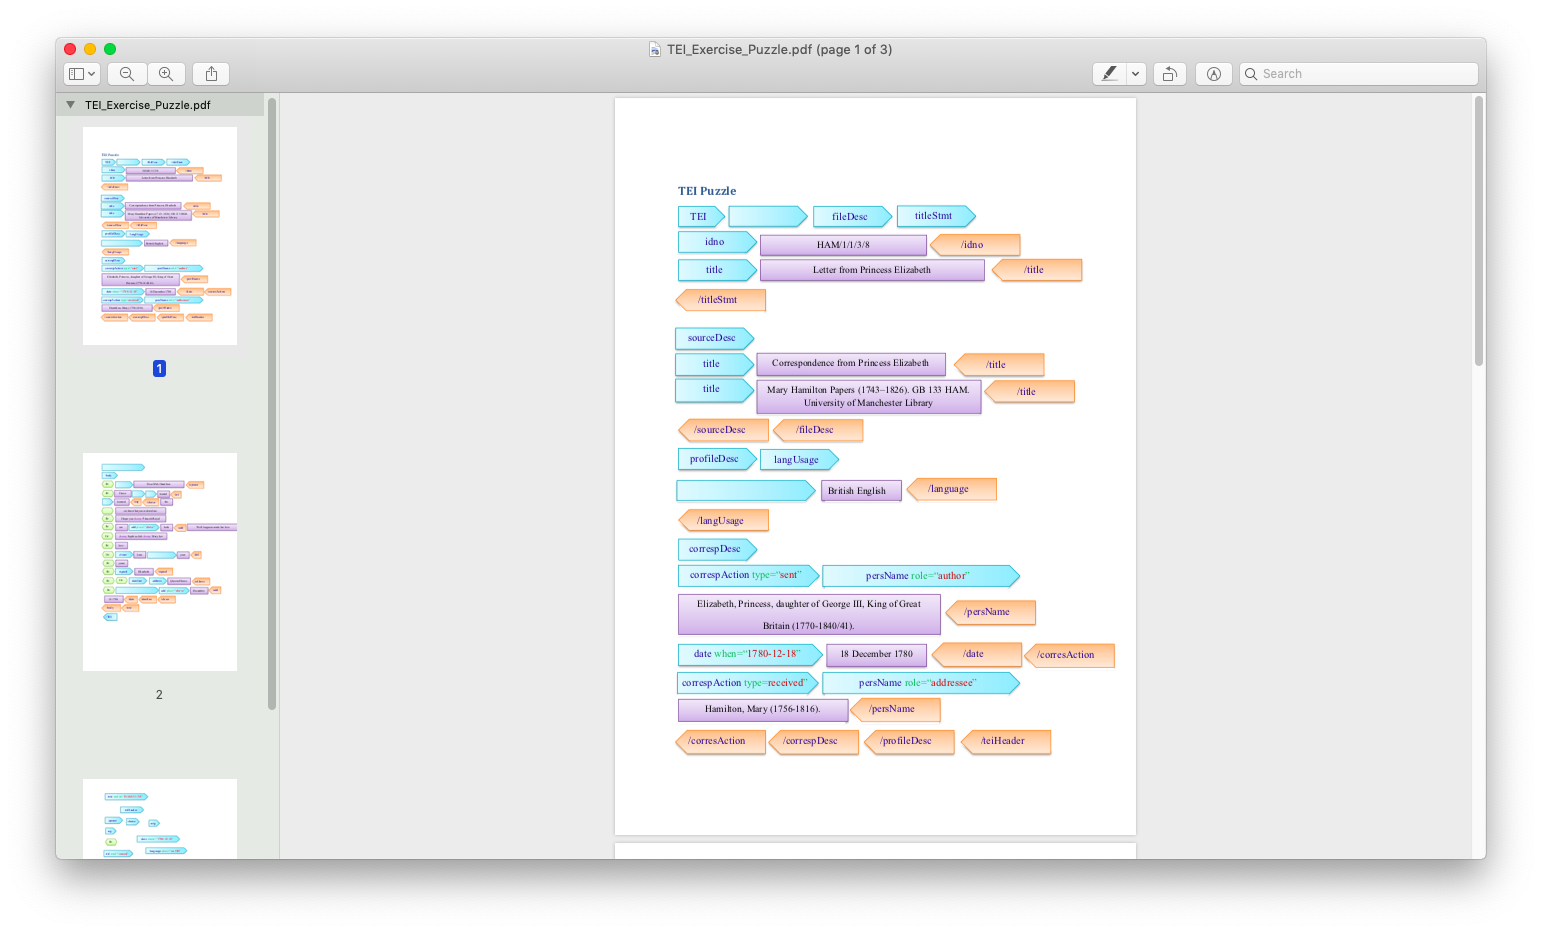 TEI_Exercise_Puzzle.pdf (page 1 of 3)
Search
TEI_Exercise_Puzzle.pdf
1
2
TEI Puzzle
TEI fileDesc titleStmt
idno HAM/1/1/3/8 /idno
title Letter from Princess Elizabeth /title
/titleStmt
sourceDesc
title Correspondence from Princess Elizabeth /title
title Mary Hamilton Papers (1743–1826). GB 133 HAM. /title
University of Manchester Library
/sourceDesc /fileDesc
profileDesc langUsage
British English /language
/langUsage
correspDesc
correspAction type=“sent” persName role=“author”
Elizabeth, Princess, daughter of George III, King of Great
Britain (1770-1840/41). /persName
date when=“1780-12-18” 18 December 1780 /date /corresAction
correspAction type=received” persName role=“addressee”
Hamilton, Mary (1756-1816). /persName
/corresAction /correspDesc /profileDesc /teiHeader